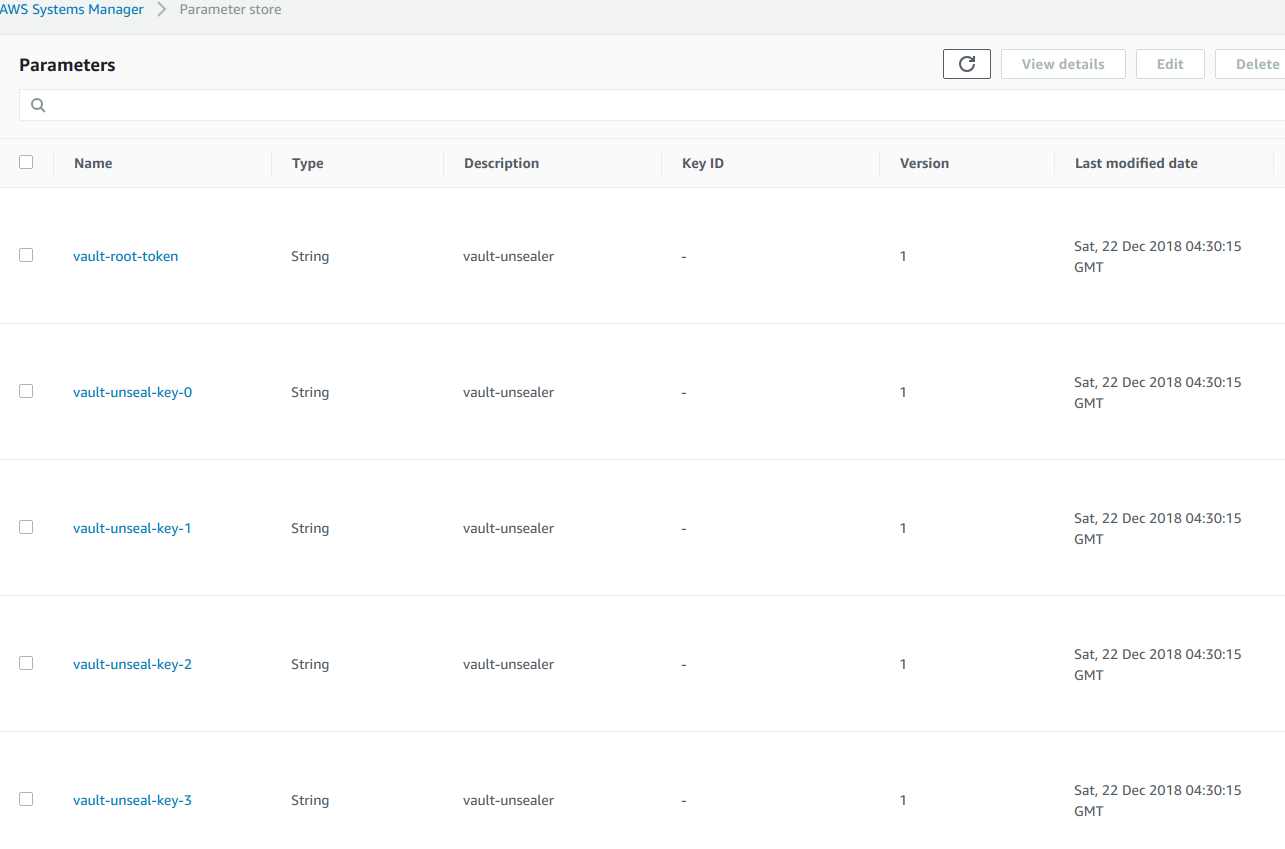 AWS Systems Manager > Parameter store
Parameters View details Edit Delete
Name Type Description Key ID Version Last modified date
vault-root-token String vault-unsealer - 1 Sat, 22 Dec 2018 04:30:15
GMT
vault-unseal-key-0 String vault-unsealer - 1 Sat, 22 Dec 2018 04:30:15
GMT
vault-unseal-key-1 String vault-unsealer - 1 Sat, 22 Dec 2018 04:30:15
GMT
vault-unseal-key-2 String vault-unsealer - 1 Sat, 22 Dec 2018 04:30:15
GMT
vault-unseal-key-3 String vault-unsealer - 1 Sat, 22 Dec 2018 04:30:15
GMT